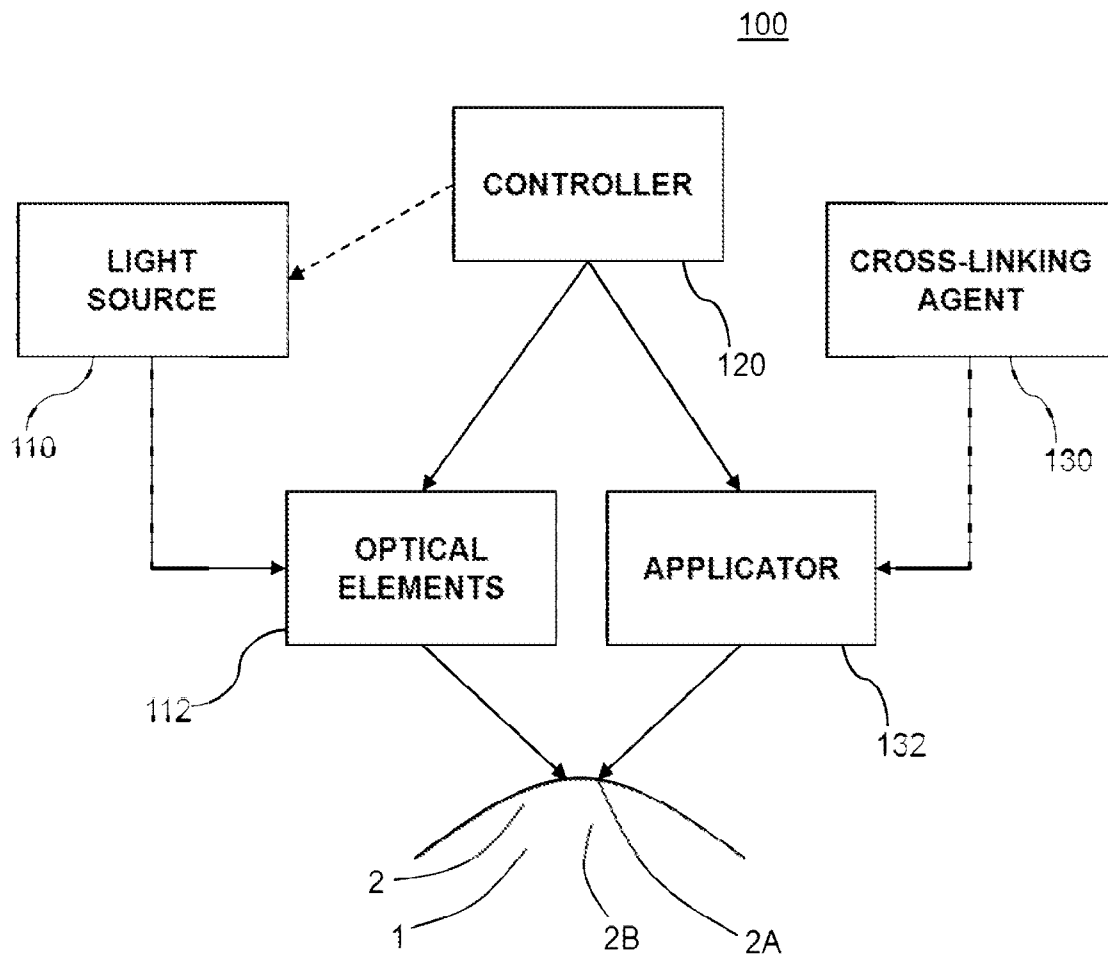 100
CONTROLLER
LIGHT
SOURCE
CROSS-LINKING
AGENT
120
110
130
OPTICAL
ELEMENTS
APPLICATOR
112
132
2
1
2B
2A